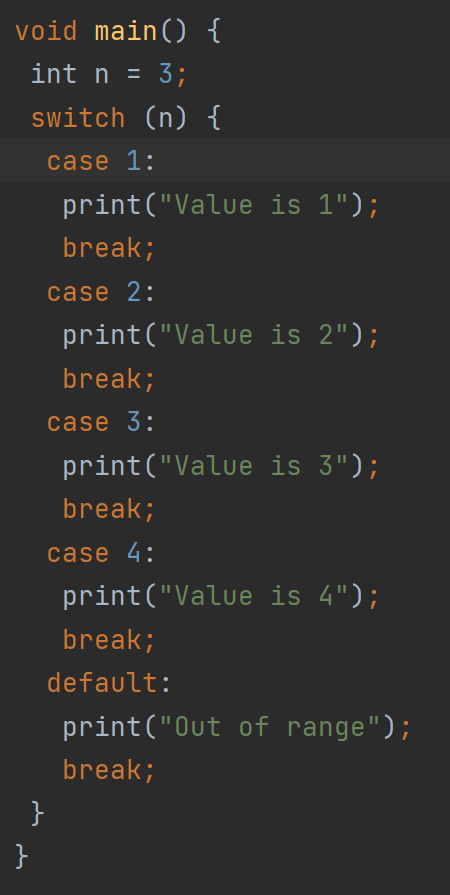 void main() {
 int n = 3;
 switch (n) {
  case 1:
   print("Value is 1");
   break;
  case 2:
   print("Value is 2");
   break;
  case 3:
   print("Value is 3");
   break;
  case 4:
   print("Value is 4");
   break;
  default:
   print("Out of range");
   break;
 }
}